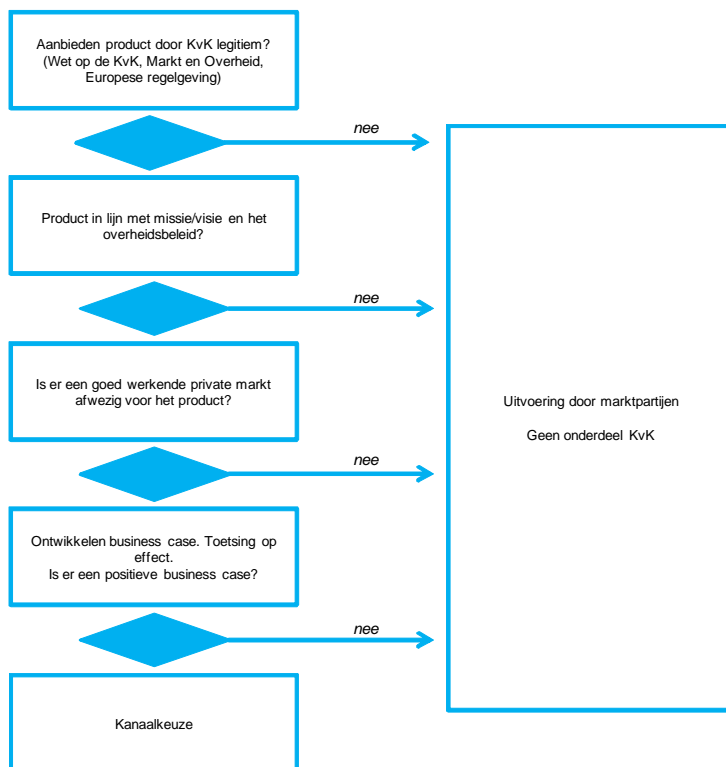 Aanbieden product door KvK legitiem?
(Wet op de KvK, Markt en Overheid,
Europese regelgeving)
nee
Product in lijn met missie/visie en het
overheidsbeleid?
nee
Is er een goed werkende private markt
afwezig voor het product?
nee
Uitvoering door marktpartijen
Geen onderdeel KvK
Ontwikkelen business case. Toetsing op
effect.
Is er een positieve business case?
nee
Kanaalkeuze